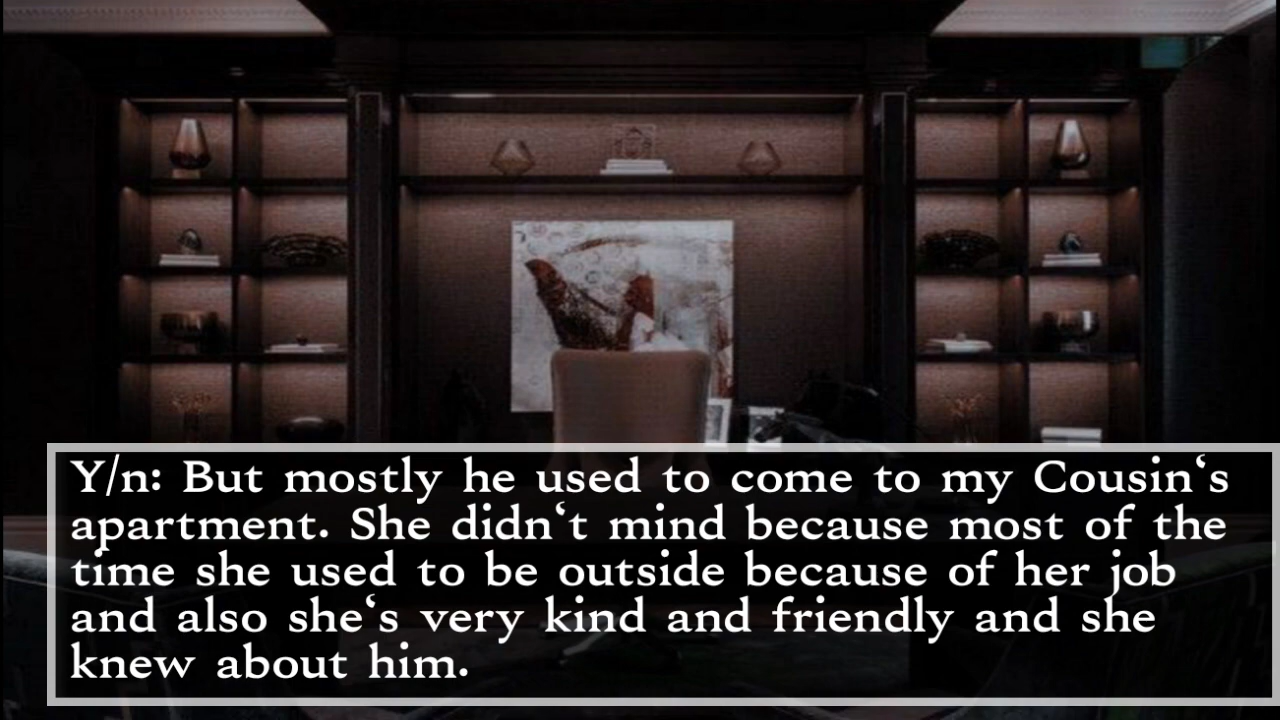 Y/n: But mostly he used to come to my Cousin‘s
apartment. She didn‘t mind because most of the
time she used to be outside because of her job
and also she‘s very kind and friendly and she
knew about him.